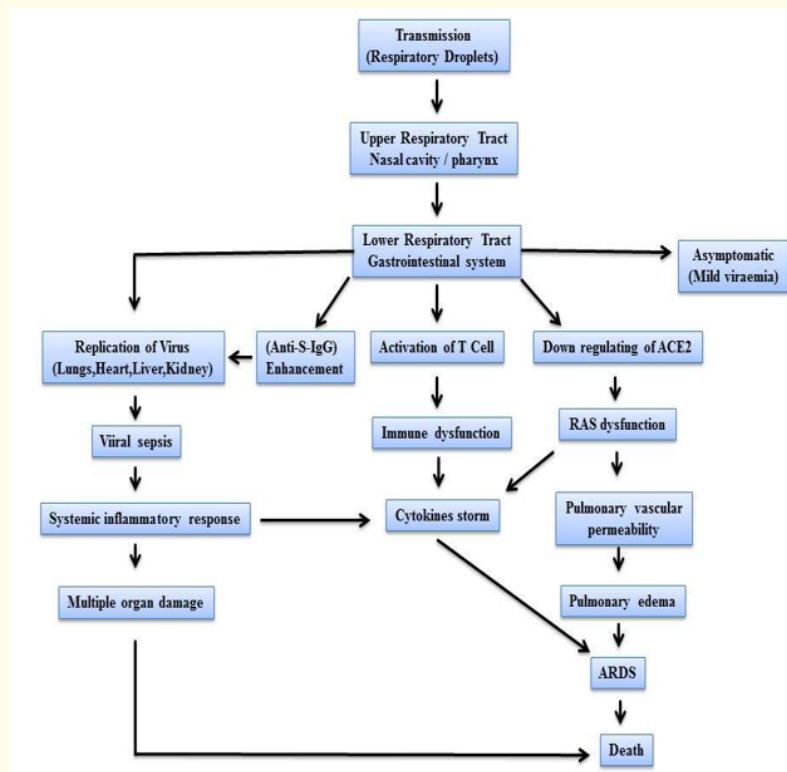 Transmission
(Respiratory Droplets)
Upper Respiratory Tract
Nasal cavity / pharynx
Lower Respiratory Tract
Gastrointestinal system
Asymptomatic
(Mild viraemia)
Replication of Virus
(Lungs,Heart,Liver,Kidney)
(Anti-S-IgG)
Enhancement
Activation of T Cell
Down regulating of ACE2
Viiral sepsis
Immune dysfunction
RAS dysfunction
Systemic inflammatory response
Cytokines storm
Pulmonary vascular
permeability
Multiple organ damage
Pulmonary edema
ARDS
Death